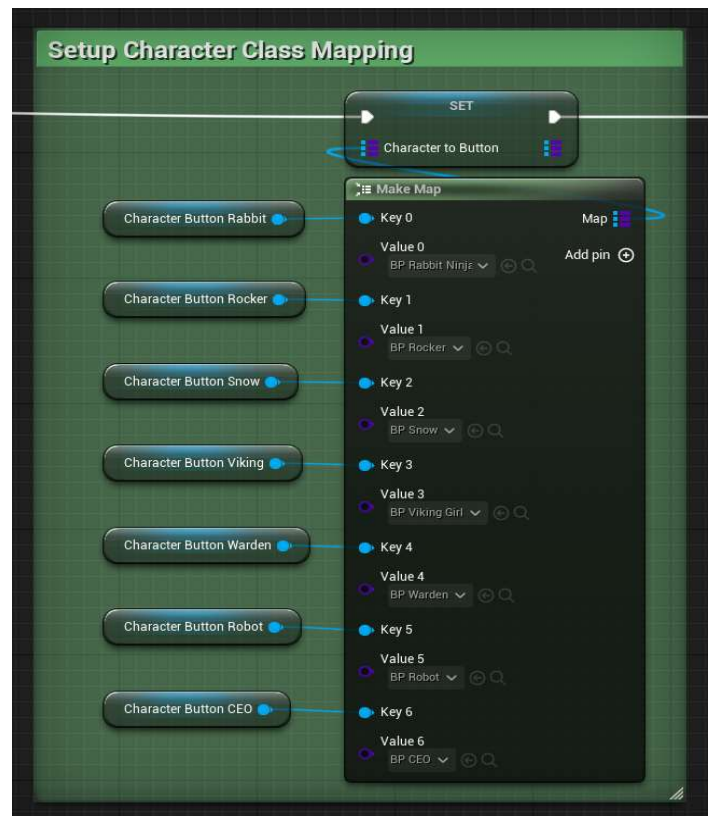 Setup Character Class Mapping
SET
Character to Button
Make Map
Character Button Rabbit
Key 0
Map
Value 0
Add pin
BP Rabbit Ninja
Character Button Rocker
Key 1
Value 1
BP Rocker
Character Button Snow
Key 2
Value 2
BP Snow
Character Button Viking
Key 3
Value 3
BP Viking Girl
Character Button Warden
Key 4
Value 4
BP Warden
Character Button Robot
Key 5
Value 5
BP Robot
Character Button CEO
Key 6
Value 6
BP CEO